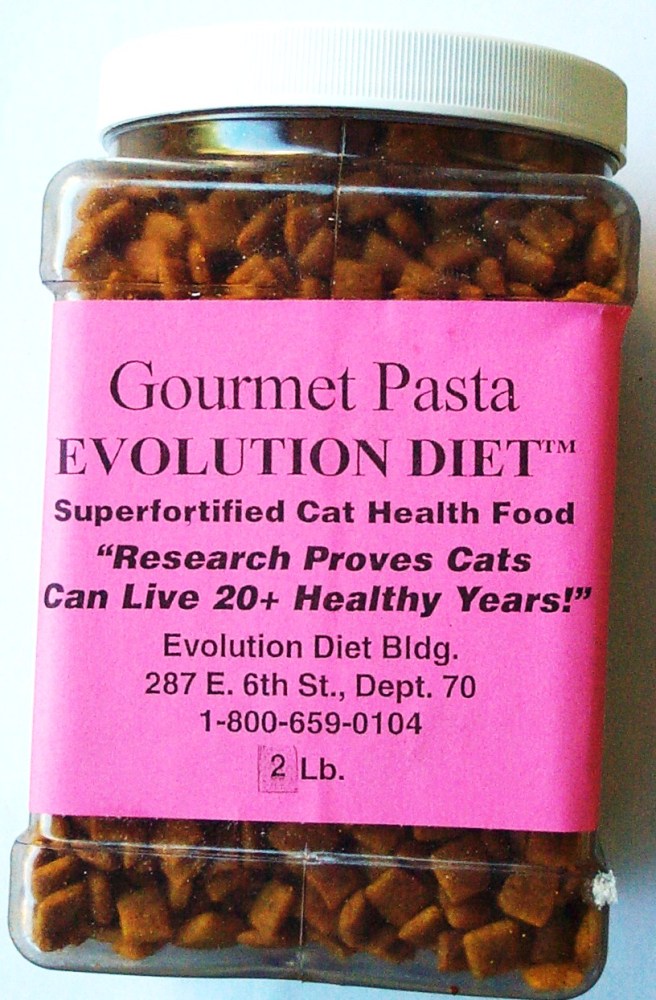 Gourmet Pasta
EVOLUTION DIET™
Superfortified Cat Health Food
“Research Proves Cats
Can Live 20+ Healthy Years!”
Evolution Diet Bldg.
287 E. 6th St., Dept. 70
1-800-659-0104
2 Lb.